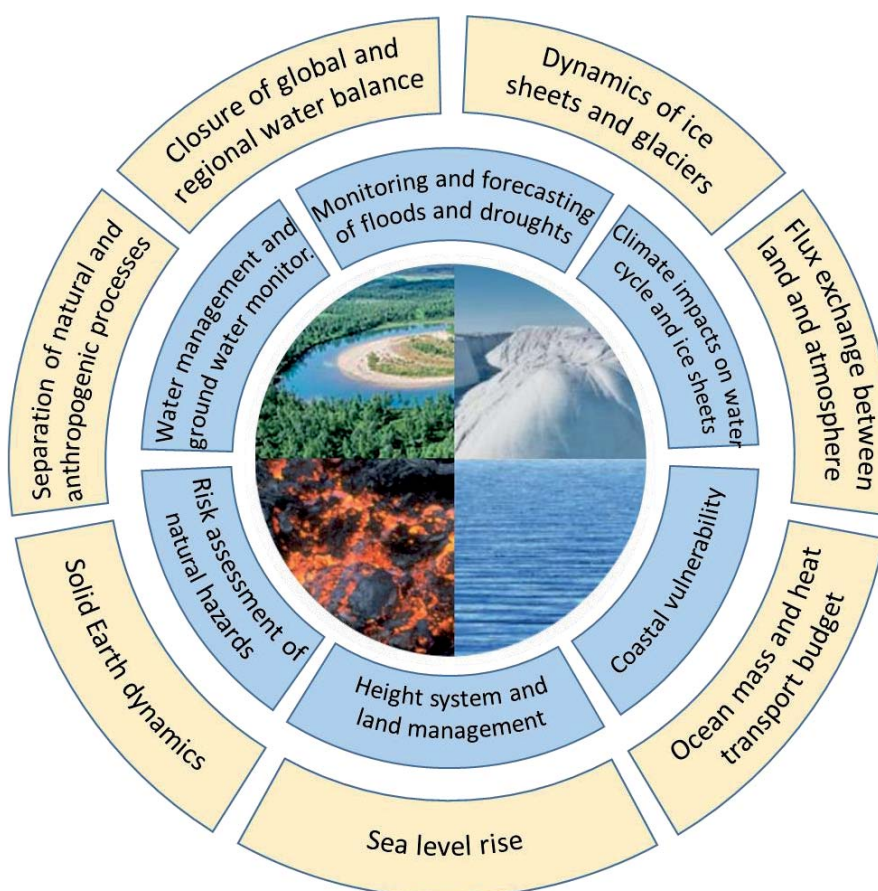 Closure of global and
regional water balance
Dynamics of ice
sheets and glaciers
Flux exchange between
land and atmosphere
Ocean mass and heat
transport budget
Sea level rise
Solid Earth dynamics
Separation of natural and
anthropogenic processes
Monitoring and forecasting
of floods and droughts
Climate impacts on water
cycle and ice sheets
Coastal vulnerability
Height system and
land management
Risk assessment of
natural hazards
Water management and
ground water monitor.